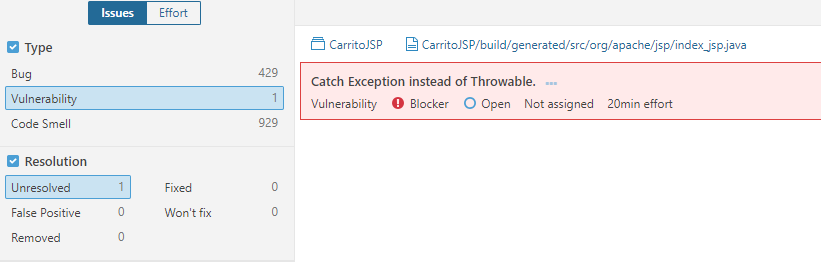 Issues Effort
Type
Bug 429
Vulnerability 1
Code Smell 929
Resolution
Unresolved 1 Fixed 0
False Positive 0 Won't fix 0
Removed 0
CarritoJSP CarritoJSP/build/generated/src/org/apache/jsp/index_jsp.java
Catch Exception instead of Throwable.
Vulnerability Blocker Open Not assigned 20min effort